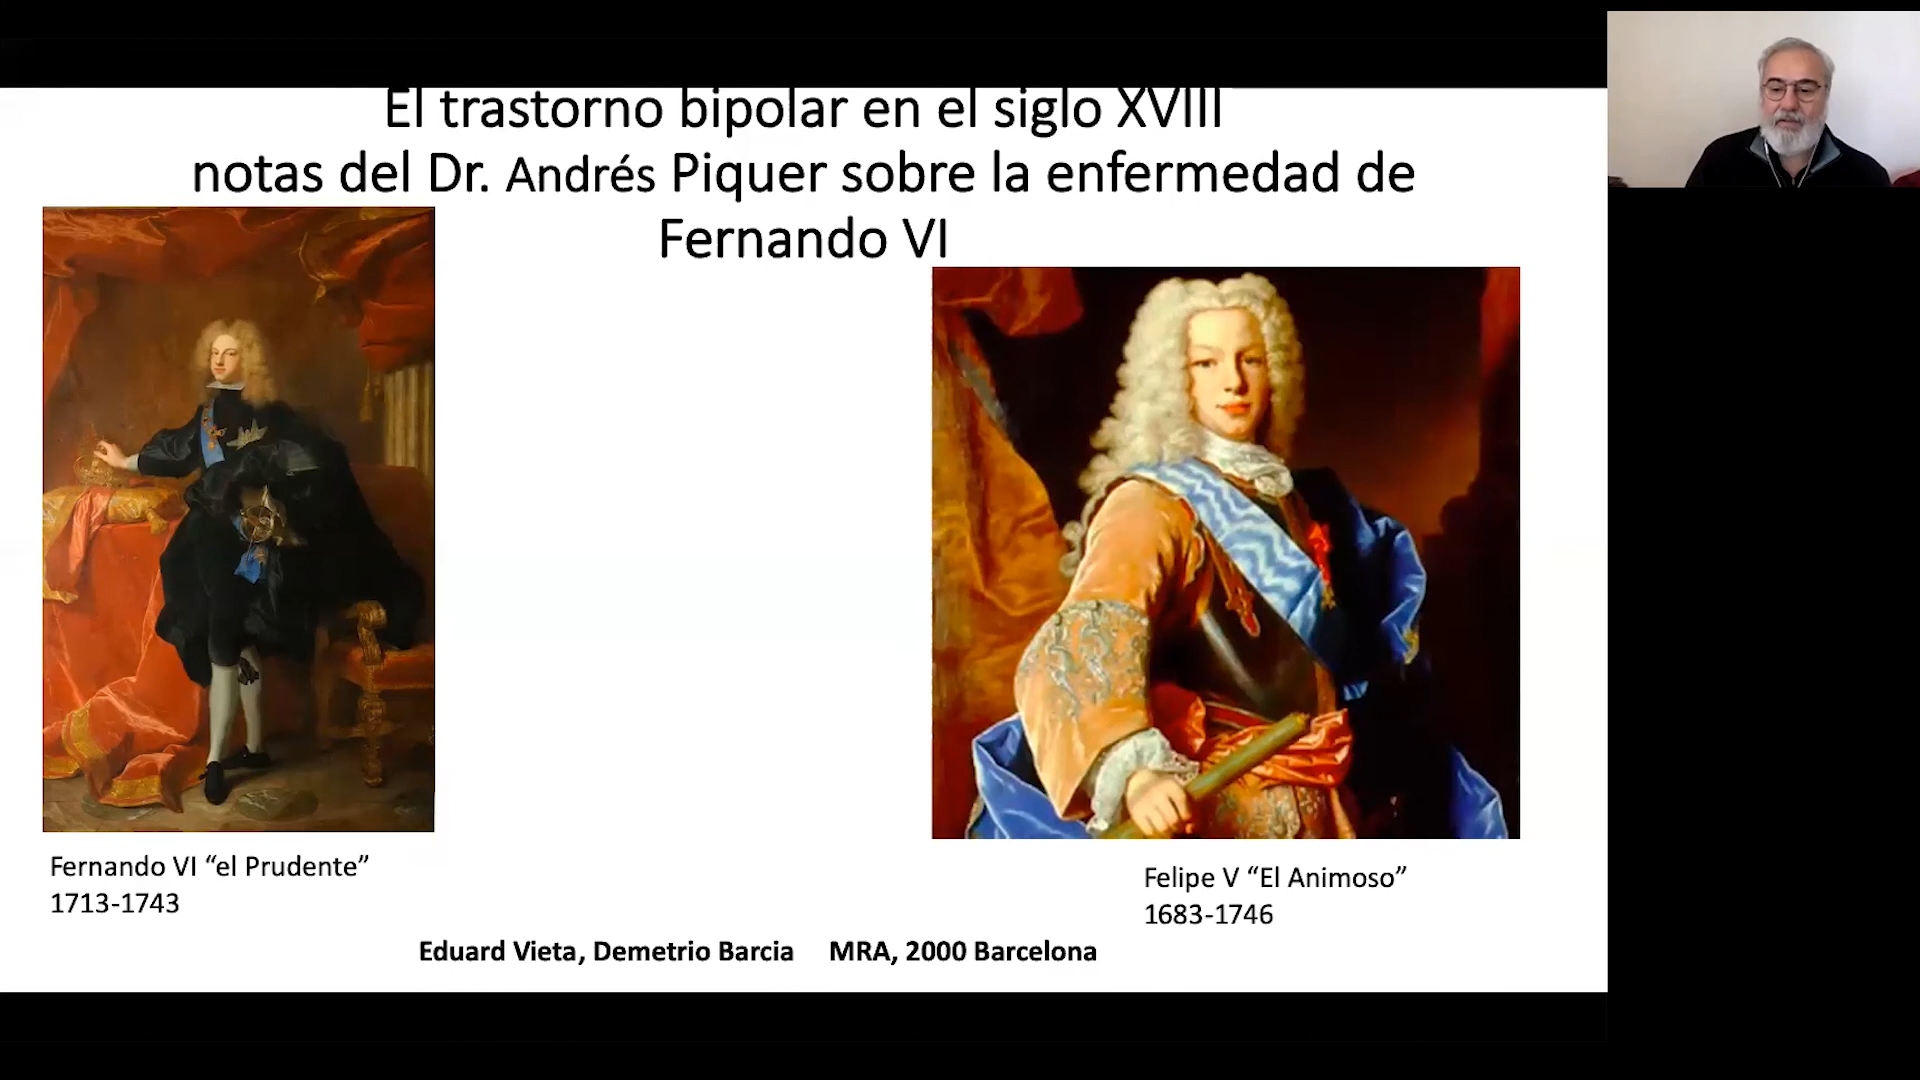 El trastorno bipolar en el siglo XVIII
notas del Dr. Andrés Piquer sobre la enfermedad de
Fernando VI
Fernando VI “el Prudente”
1713-1743
Felipe V “El Animoso”
1683-1746
Eduard Vieta, Demetrio Barcia MRA, 2000 Barcelona